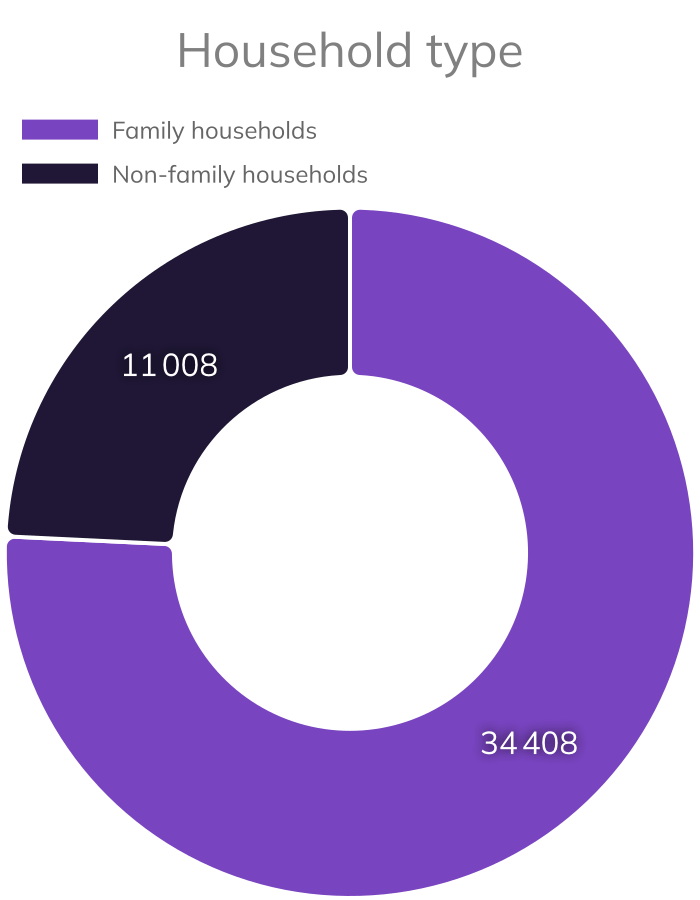 Household type
Family households
Non-family households
11 008
34 408